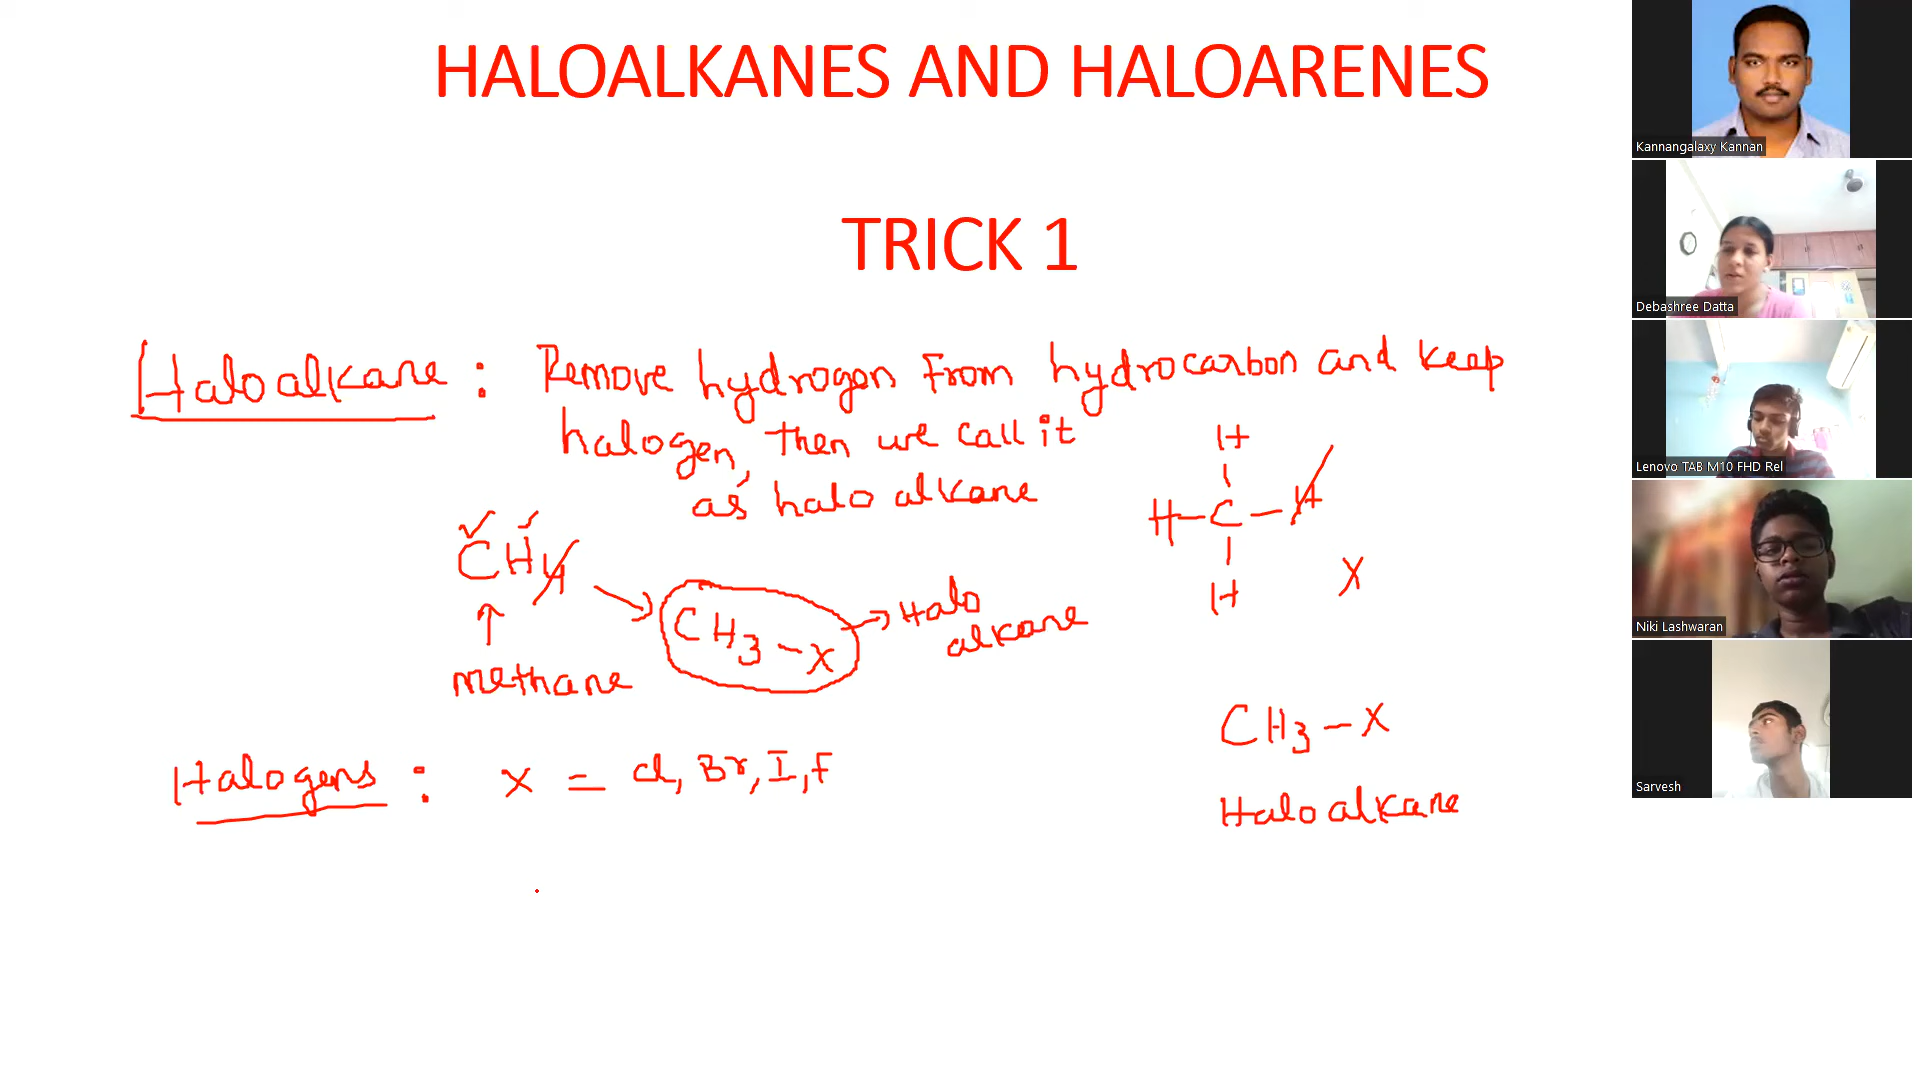 HALOALKANES AND HALOARENES
TRICK 1
Haloalkane : Remove hydrogen From hydrocarbon and keep
halogen, then we call it
as halo alkane
H
H-C-H
H
X
CH4
CH3-X
Halo
alkane
methane
CH3-X
Haloalkane
Halogens : X = Cl, Br, I, F
Kannangalaxy Kannan
Debashree Datta
Lenovo TAB M10 FHD Rel
Niki Lashwaran
Sarvesh